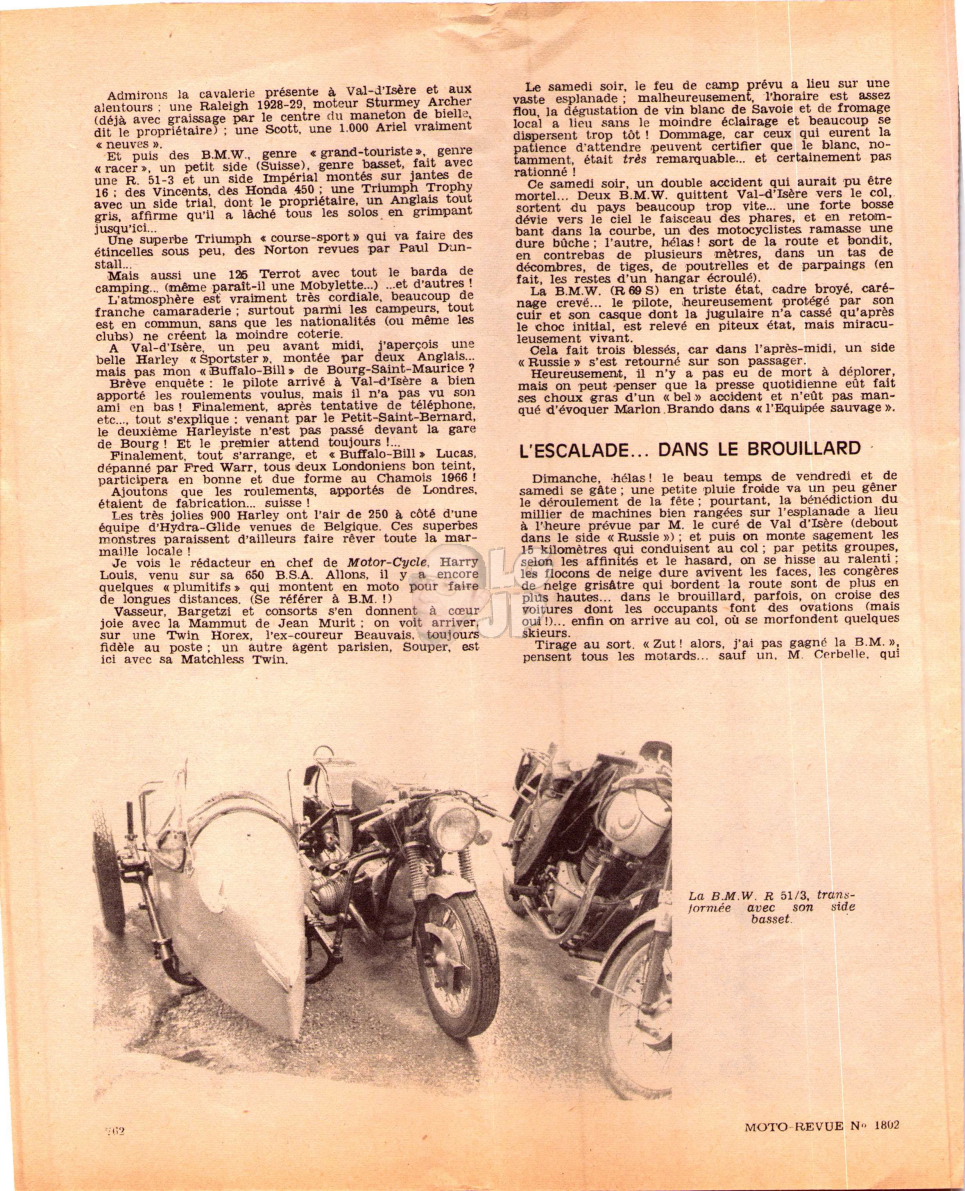 Admirons la cavalerie présente à Val-d'Isère et aux
alentours : une Raleigh 1928-29, moteur Sturmey Archer
(déjà avec graissage par le centre du maneton de bielle,
dit le propriétaire) ; une Scott, une 1.000 Ariel vraiment
« neuves ».
Et puis des B.M.W., genre « grand-touriste », genre
« racer », un petit side (Suisse), genre basset, fait avec
une R. 51-3 et un side Impérial montés sur jantes de
16 ; des Vincents, des Honda 450 ; une Triumph Trophy
avec un side trial, dont le propriétaire, un Anglais tout
gris, affirme qu'il a lâché tous les solos en grimpant
jusqu'ici...
Une superbe Triumph « course-sport » qui va faire des
étincelles sous peu, des Norton revues par Paul Dun-
stall...
Mais aussi une 125 Terrot avec tout le barda de
camping... (même paraît-il une Mobylette...) ...et d'autres !
L'atmosphère est vraiment très cordiale, beaucoup de
franche camaraderie ; surtout parmi les campeurs, tout
est en commun, sans que les nationalités (ou même les
clubs) ne créent la moindre coterie.
A Val-d'Isère, un peu avant midi, j'aperçois une
belle Harley « Sportster », montée par deux Anglais...
mais pas mon « Buffalo-Bill » de Bourg-Saint-Maurice ?
Brève enquête : le pilote arrivé à Val-d'Isère a bien
apporté les roulements voulus, mais il n'a pas vu son
ami en bas ! Finalement, après tentative de téléphone,
etc..., tout s'explique : venant par le Petit-Saint-Bernard,
le deuxième Harleyiste n'est pas passé devant la gare
de Bourg ! Et le premier attend toujours !...
Finalement, tout s'arrange, et « Buffalo-Bill » Lucas,
dépanné par Fred Warr, tous deux Londoniens bon teint,
participera en bonne et due forme au Chamois 1966 !
Ajoutons que les roulements, apportés de Londres,
étaient de fabrication... suisse !
Les très jolies 900 Harley ont l'air de 250 à côté d'une
équipe d'Hydra-Glide venues de Belgique. Ces superbes
monstres paraissent d'ailleurs faire rêver toute la mar-
maille locale !
Je vois le rédacteur en chef de Motor-Cycle, Harry
Louis, venu sur sa 650 B.S.A. Allons, il y a encore
quelques « plumitifs » qui montent en moto pour faire
de longues distances. (Se référer à B.M. !)
Vasseur, Bargetzi et consorts s'en donnent à cœur
joie avec la Mammut de Jean Murit ; on voit arriver,
sur une Twin Horex, l'ex-coureur Beauvais, toujours
fidèle au poste ; un autre agent parisien, Souper, est
ici avec sa Matchless Twin.
Le samedi soir, le feu de camp prévu a lieu sur une
vaste esplanade ; malheureusement, l'horaire est assez
flou, la dégustation de vin blanc de Savoie et de fromage
local a lieu sans le moindre éclairage et beaucoup se
dispersent trop tôt ! Dommage, car ceux qui eurent la
patience d'attendre peuvent certifier que le blanc, no-
tamment, était très remarquable... et certainement pas
rationné !
Ce samedi soir, un double accident qui aurait pu être
mortel... Deux B.M.W. quittent Val-d'Isère vers le col,
sortent du pays beaucoup trop vite... une forte bosse
dévie vers le ciel le faisceau des phares, et en retom-
bant dans la courbe, un des motocyclistes ramasse une
dure bûche ; l'autre, hélas ! sort de la route et bondit,
en contrebas de plusieurs mètres, dans un tas de
décombres, de tiges, de poutrelles et de parpaings (en
fait, les restes d'un hangar écroulé).
La B.M.W. (R 69 S) en triste état, cadre broyé, caré-
nage crevé... le pilote, heureusement protégé par son
cuir et son casque dont la jugulaire n'a cassé qu'après
le choc initial, est relevé en piteux état, mais miracu-
leusement vivant.
Cela fait trois blessés, car dans l'après-midi, un side
« Russie » s'est retourné sur son passager.
Heureusement, il n'y a pas eu de mort à déplorer,
mais on peut penser que la presse quotidienne eût fait
ses choux gras d'un « bel » accident et n'eût pas man-
qué d'évoquer Marlon Brando dans « l'Equipée sauvage ».
L'ESCALADE... DANS LE BROUILLARD
Dimanche, hélas ! le beau temps de vendredi et de
samedi se gâte ; une petite pluie froide va un peu gêner
le déroulement de la fête ; pourtant, la bénédiction du
millier de machines bien rangées sur l'esplanade a lieu
à l'heure prévue par M. le curé de Val d'Isère (debout
dans le side « Russie ») ; et puis on monte sagement les
15 kilomètres qui conduisent au col ; par petits groupes,
selon les affinités et le hasard, on se hisse au ralenti ;
les flocons de neige dure avivent les faces, les congères
de neige grisâtre qui bordent la route sont de plus en
plus hautes... dans le brouillard, parfois, on croise des
voitures dont les occupants font des ovations (mais
oui !)... enfin on arrive au col, où se morfondent quelques
skieurs.
Tirage au sort. « Zut ! alors, j'ai pas gagné la B.M. »,
pensent tous les motards... sauf un, M. Cerbelle, qui
La B.M.W. R 51/3, trans-
formée avec son side
basset.
762
MOTO-REVUE No 1802